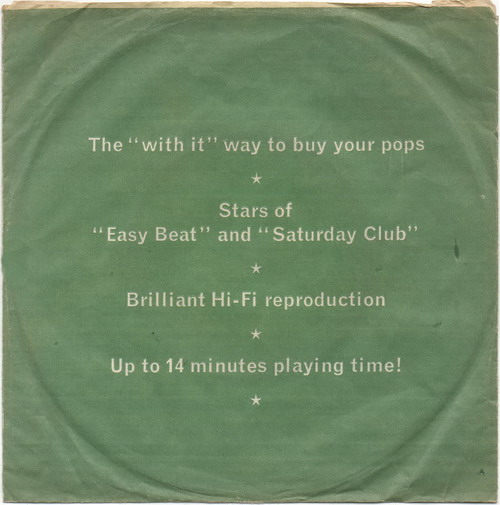 The "with it" way to buy your pops
★
Stars of
"Easy Beat" and "Saturday Club"
★
Brilliant Hi-Fi reproduction
★
Up to 14 minutes playing time!
★